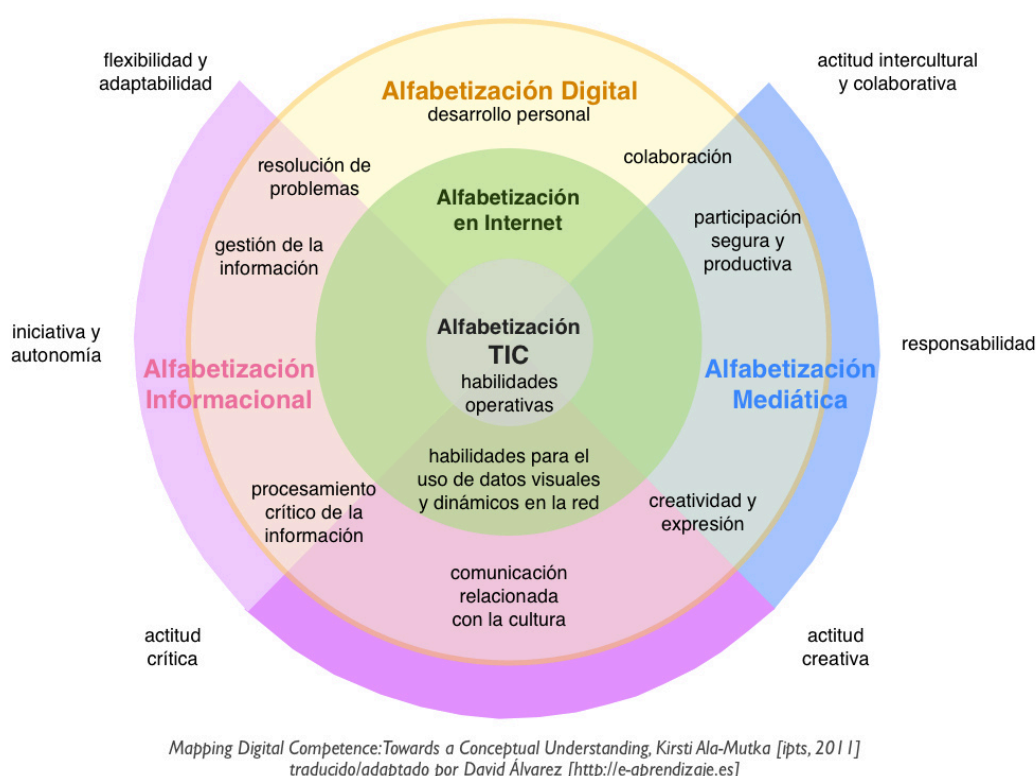 flexibilidad y
adaptabilidad
actitud intercultural
y colaborativa
Alfabetización Digital
desarrollo personal
resolución de
problemas
colaboración
Alfabetización
en Internet
participación
segura y
productiva
gestión de la
información
iniciativa y
autonomía
Alfabetización
TIC
habilidades
operativas
responsabilidad
Alfabetización
Informacional
Alfabetización
Mediática
habilidades para el
uso de datos visuales
y dinámicos en la red
procesamiento
crítico de la
información
creatividad y
expresión
comunicación
relacionada
con la cultura
actitud
crítica
actitud
creativa
Mapping Digital Competence:Towards a Conceptual Understanding, Kirsti Ala-Mutka [ipts, 2011]
traducido/adaptado por David Álvarez [http://e-aprendizaje.es]